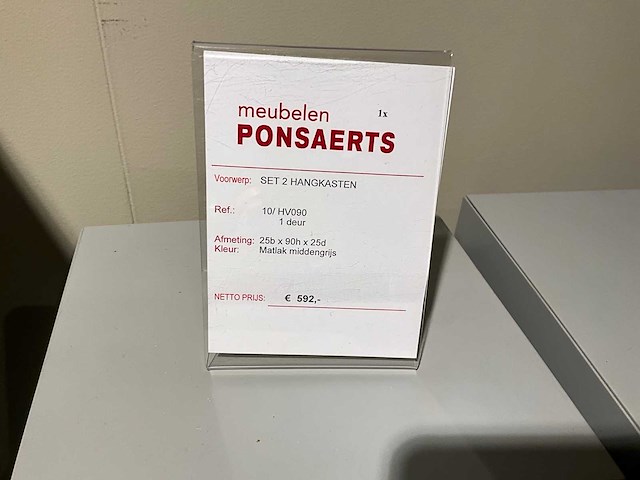 meubelen 1x
PONSAERTS
Voorwerp: SET 2 HANGKASTEN
Ref.: 10/ HV090
1 deur
Afmeting: 25b x 90h x 25d
Kleur: Matlak middengrijs
NETTO PRIJS: € 592,-